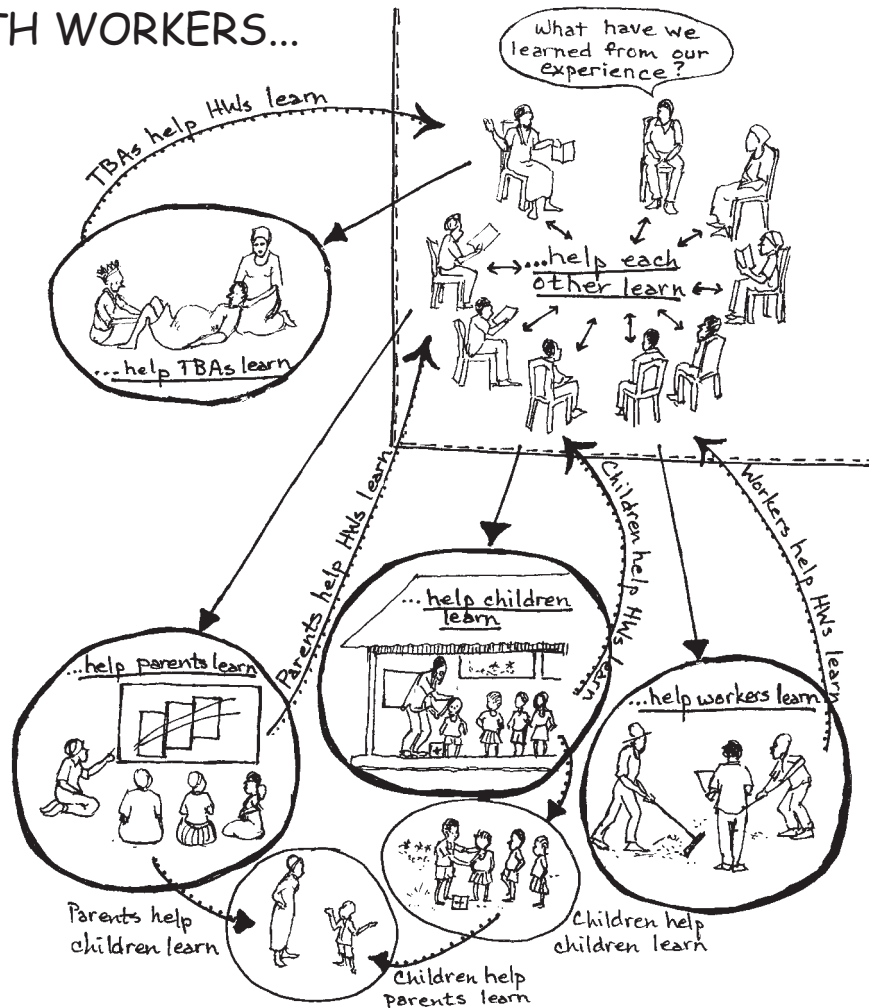 TH WORKERS...
What have we
learned from our
experience?
TBAs help HWs learn
...help each
other learn
...help TBAs learn
Parents help HWs learn
Children help HWs learn
Workers help HWs learn
...help children
learn
...help parents learn
...help workers learn
Parents help
children learn
Children help
children learn
Children help
parents learn